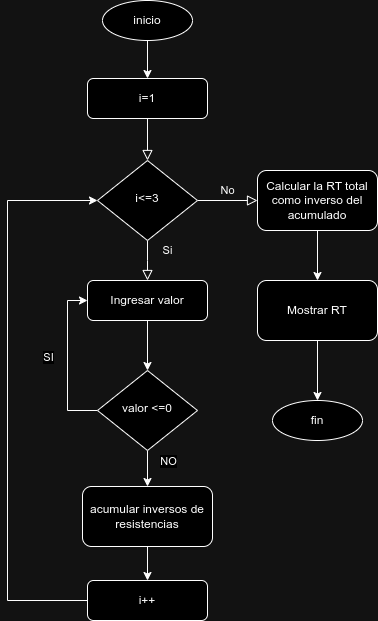 inicio
i=1
i<=3
No
Calcular la RT total
como inverso del
acumulado
Si
Ingresar valor
Mostrar RT
SI
valor <=0
fin
NO
acumular inversos de
resistencias
i++